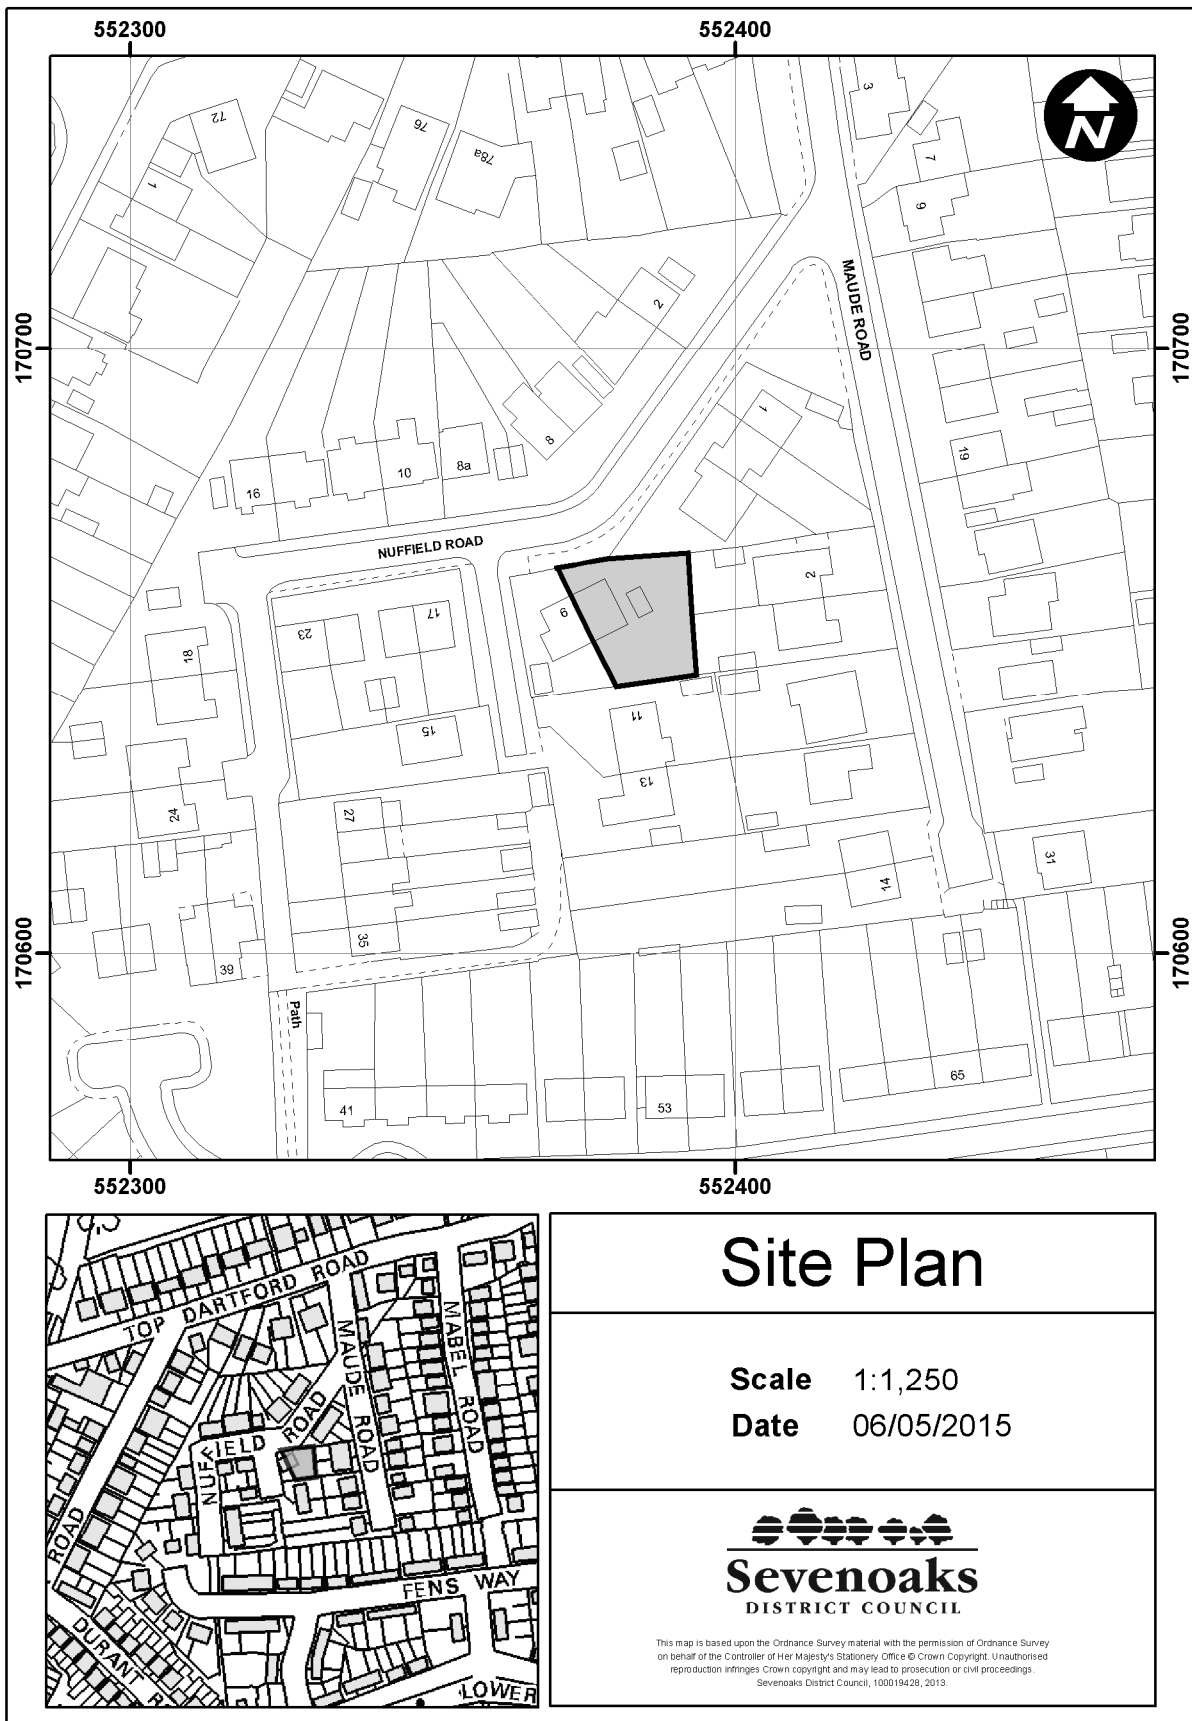 552300 552400
72
76
78a
3
7
9
N
1
2
MAUDE ROAD
170700 170700
8
1
16
10
8a
19
NUFFIELD ROAD
2
9
17
23
18
11
15
13
24
27
31
14
35
39
170600 170600
Path
65
41
53
552300 552400
TOP DARTFORD ROAD
MAUDE ROAD
MABEL ROAD
NUFFIELD ROAD
ROAD
FENS WAY
DURANT R
LOWER
Site Plan
Scale 1:1,250
Date 06/05/2015
Sevenoaks
DISTRICT COUNCIL
This map is based upon the Ordnance Survey material with the permission of Ordnance Survey
on behalf of the Controller of Her Majesty's Stationery Office © Crown Copyright. Unauthorised
reproduction infringes Crown copyright and may lead to prosecution or civil proceedings.
Sevenoaks District Council, 100019428, 2013.